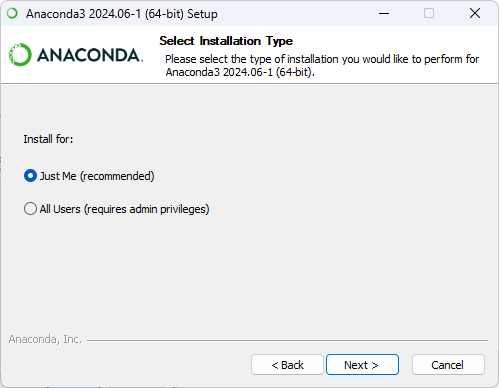 Anaconda3 2024.06-1 (64-bit) Setup
ANACONDA.
Select Installation Type
Please select the type of installation you would like to perform for
Anaconda3 2024.06-1 (64-bit).
Install for:
Just Me (recommended)
All Users (requires admin privileges)
Anaconda, Inc.
< Back
Next >
Cancel